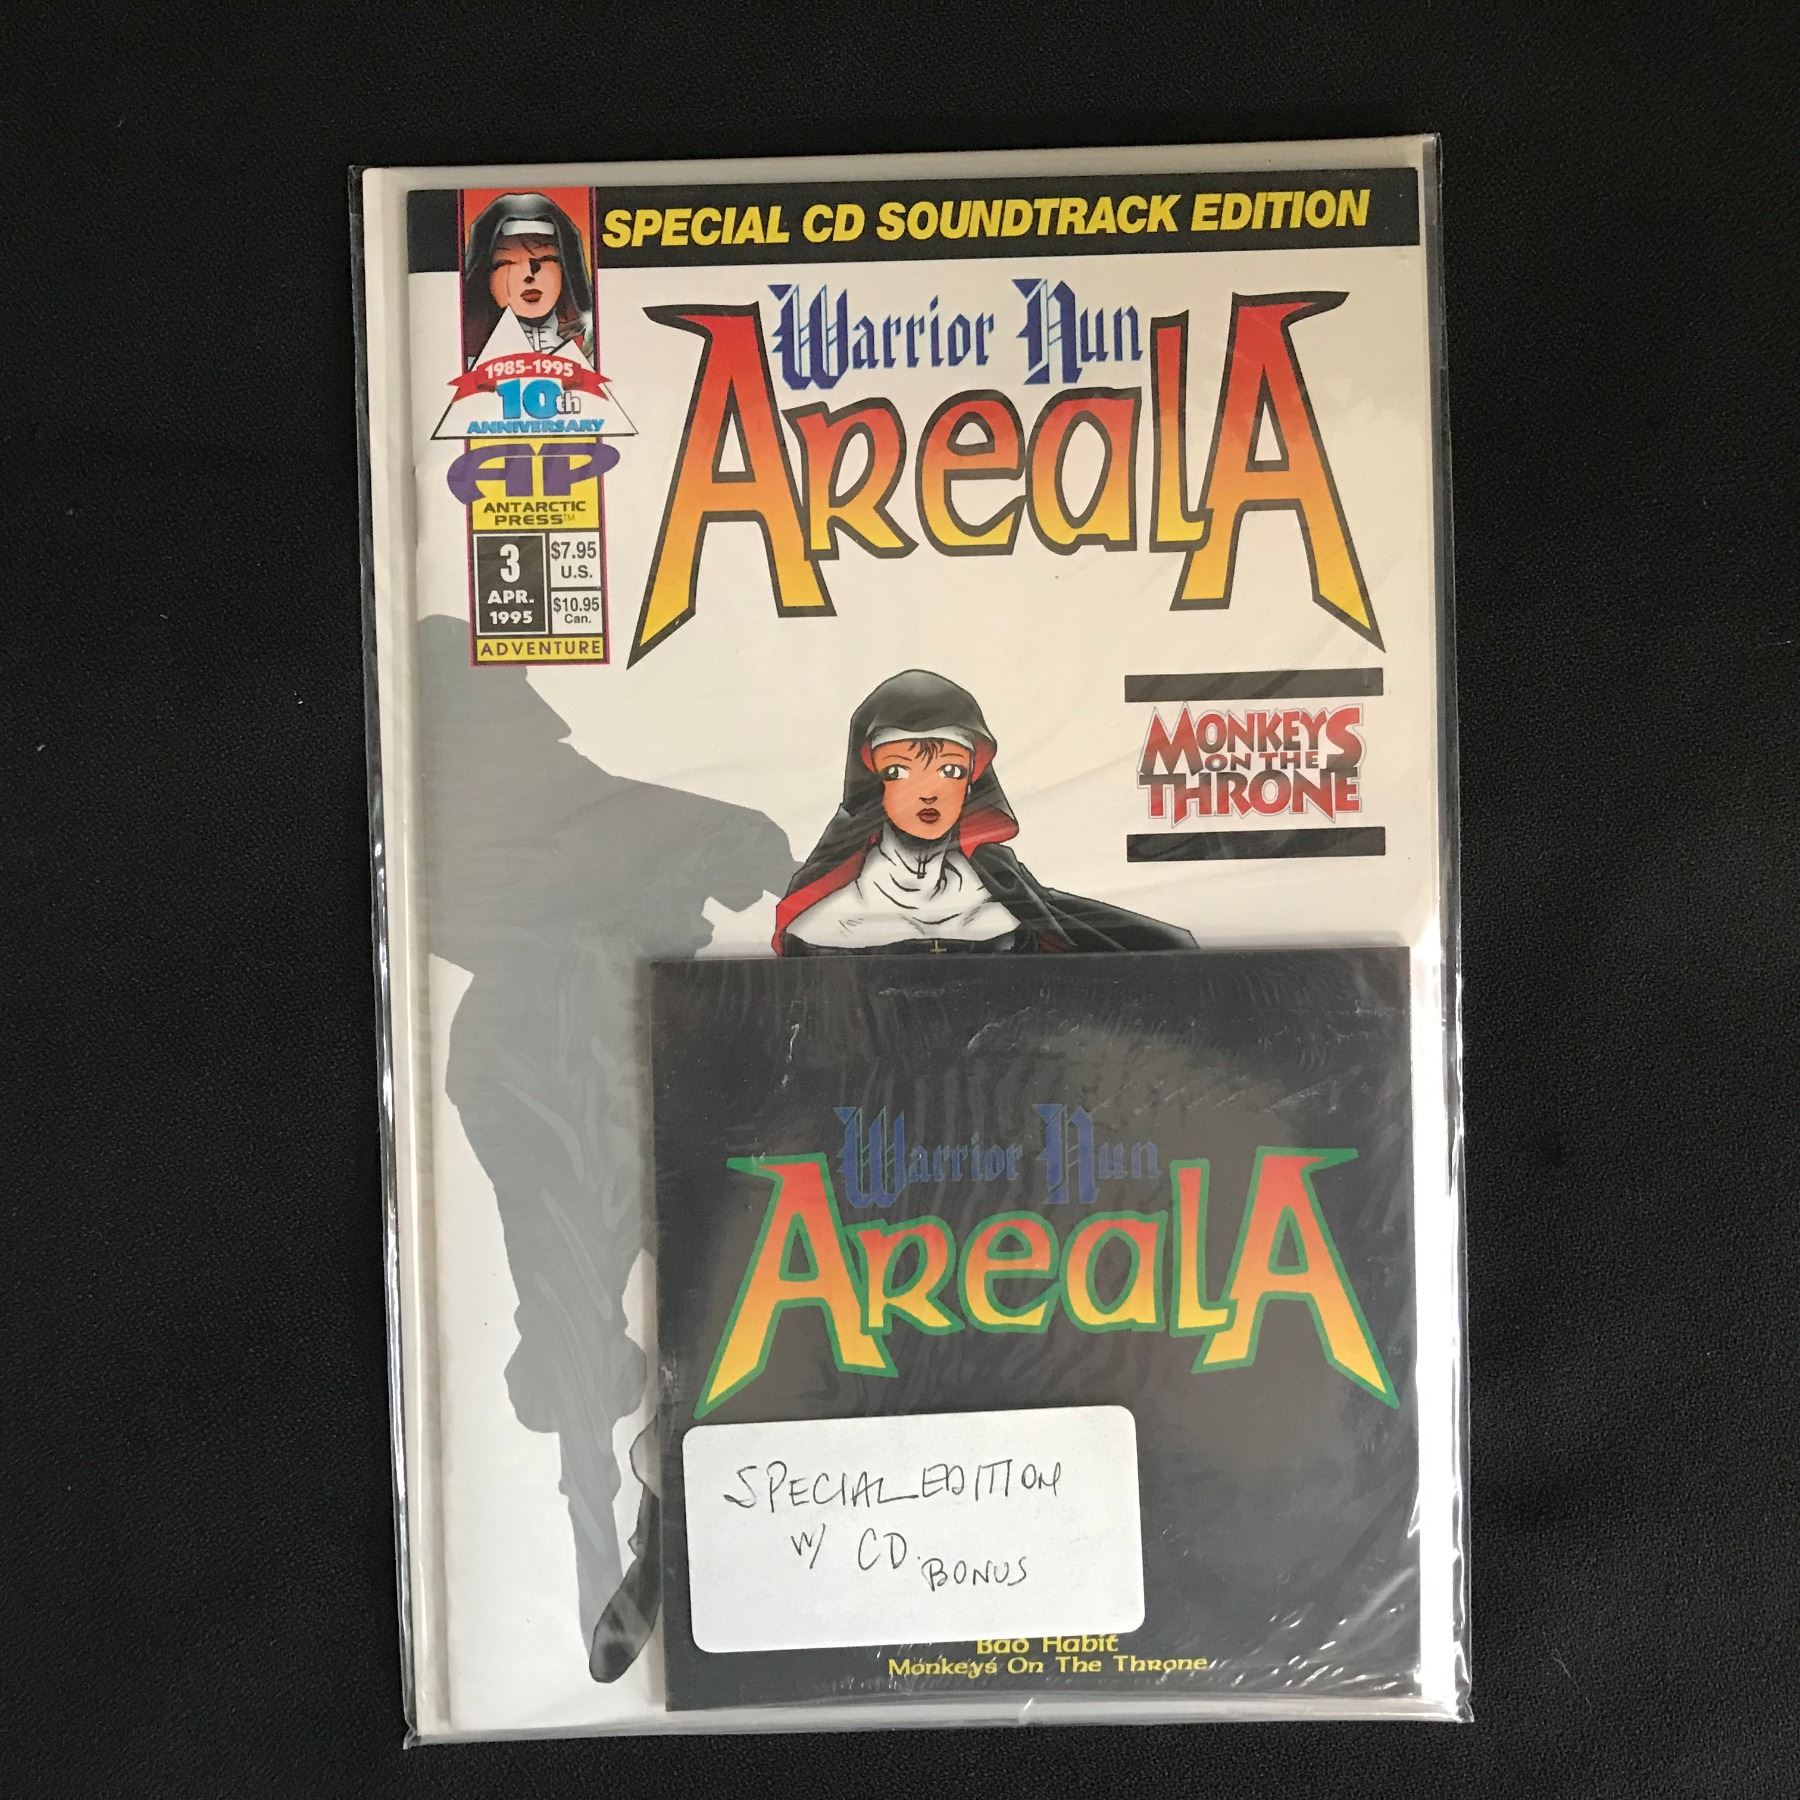 SPECIAL CD SOUNDTRACK EDITION
Warrior Nun
AREALA
1985-1995
10th
ANNIVERSARY
AP
ANTARCTIC
PRESS™
3
APR.
1995
$7.95
U.S.
$10.95
Can.
ADVENTURE
MONKEYS
ON THE
THRONE
Warrior Nun
AREALA
TM
SPECIAL EDITION
W/ CD.
BONUS
Bad Habit
Monkeys On The Throne